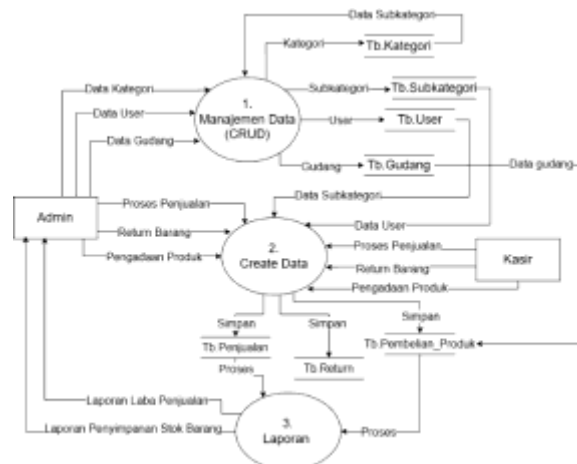 Data Subkategori
Kategori
Tb.Kategori
Data Kategori
Subkategori
Tb.Subkategori
Data User
1.
Manajemen Data
(CRUD)
User
Tb.User
Data Gudang
Gudang
Tb.Gudang
Data gudang
Data Subkategori
Admin
Proses Penjualan
Data User
Return Barang
2.
Create Data
Proses Penjualan
Kasir
Pengadaan Produk
Return Barang
Pengadaan Produk
Simpan
Simpan
Simpan
Tb.Penjualan
Tb.Return
Tb.Pembelian_Produk
Proses
Laporan Laba Penjualan
3.
Laporan
Laporan Penyimpanan Stok Barang
Proses